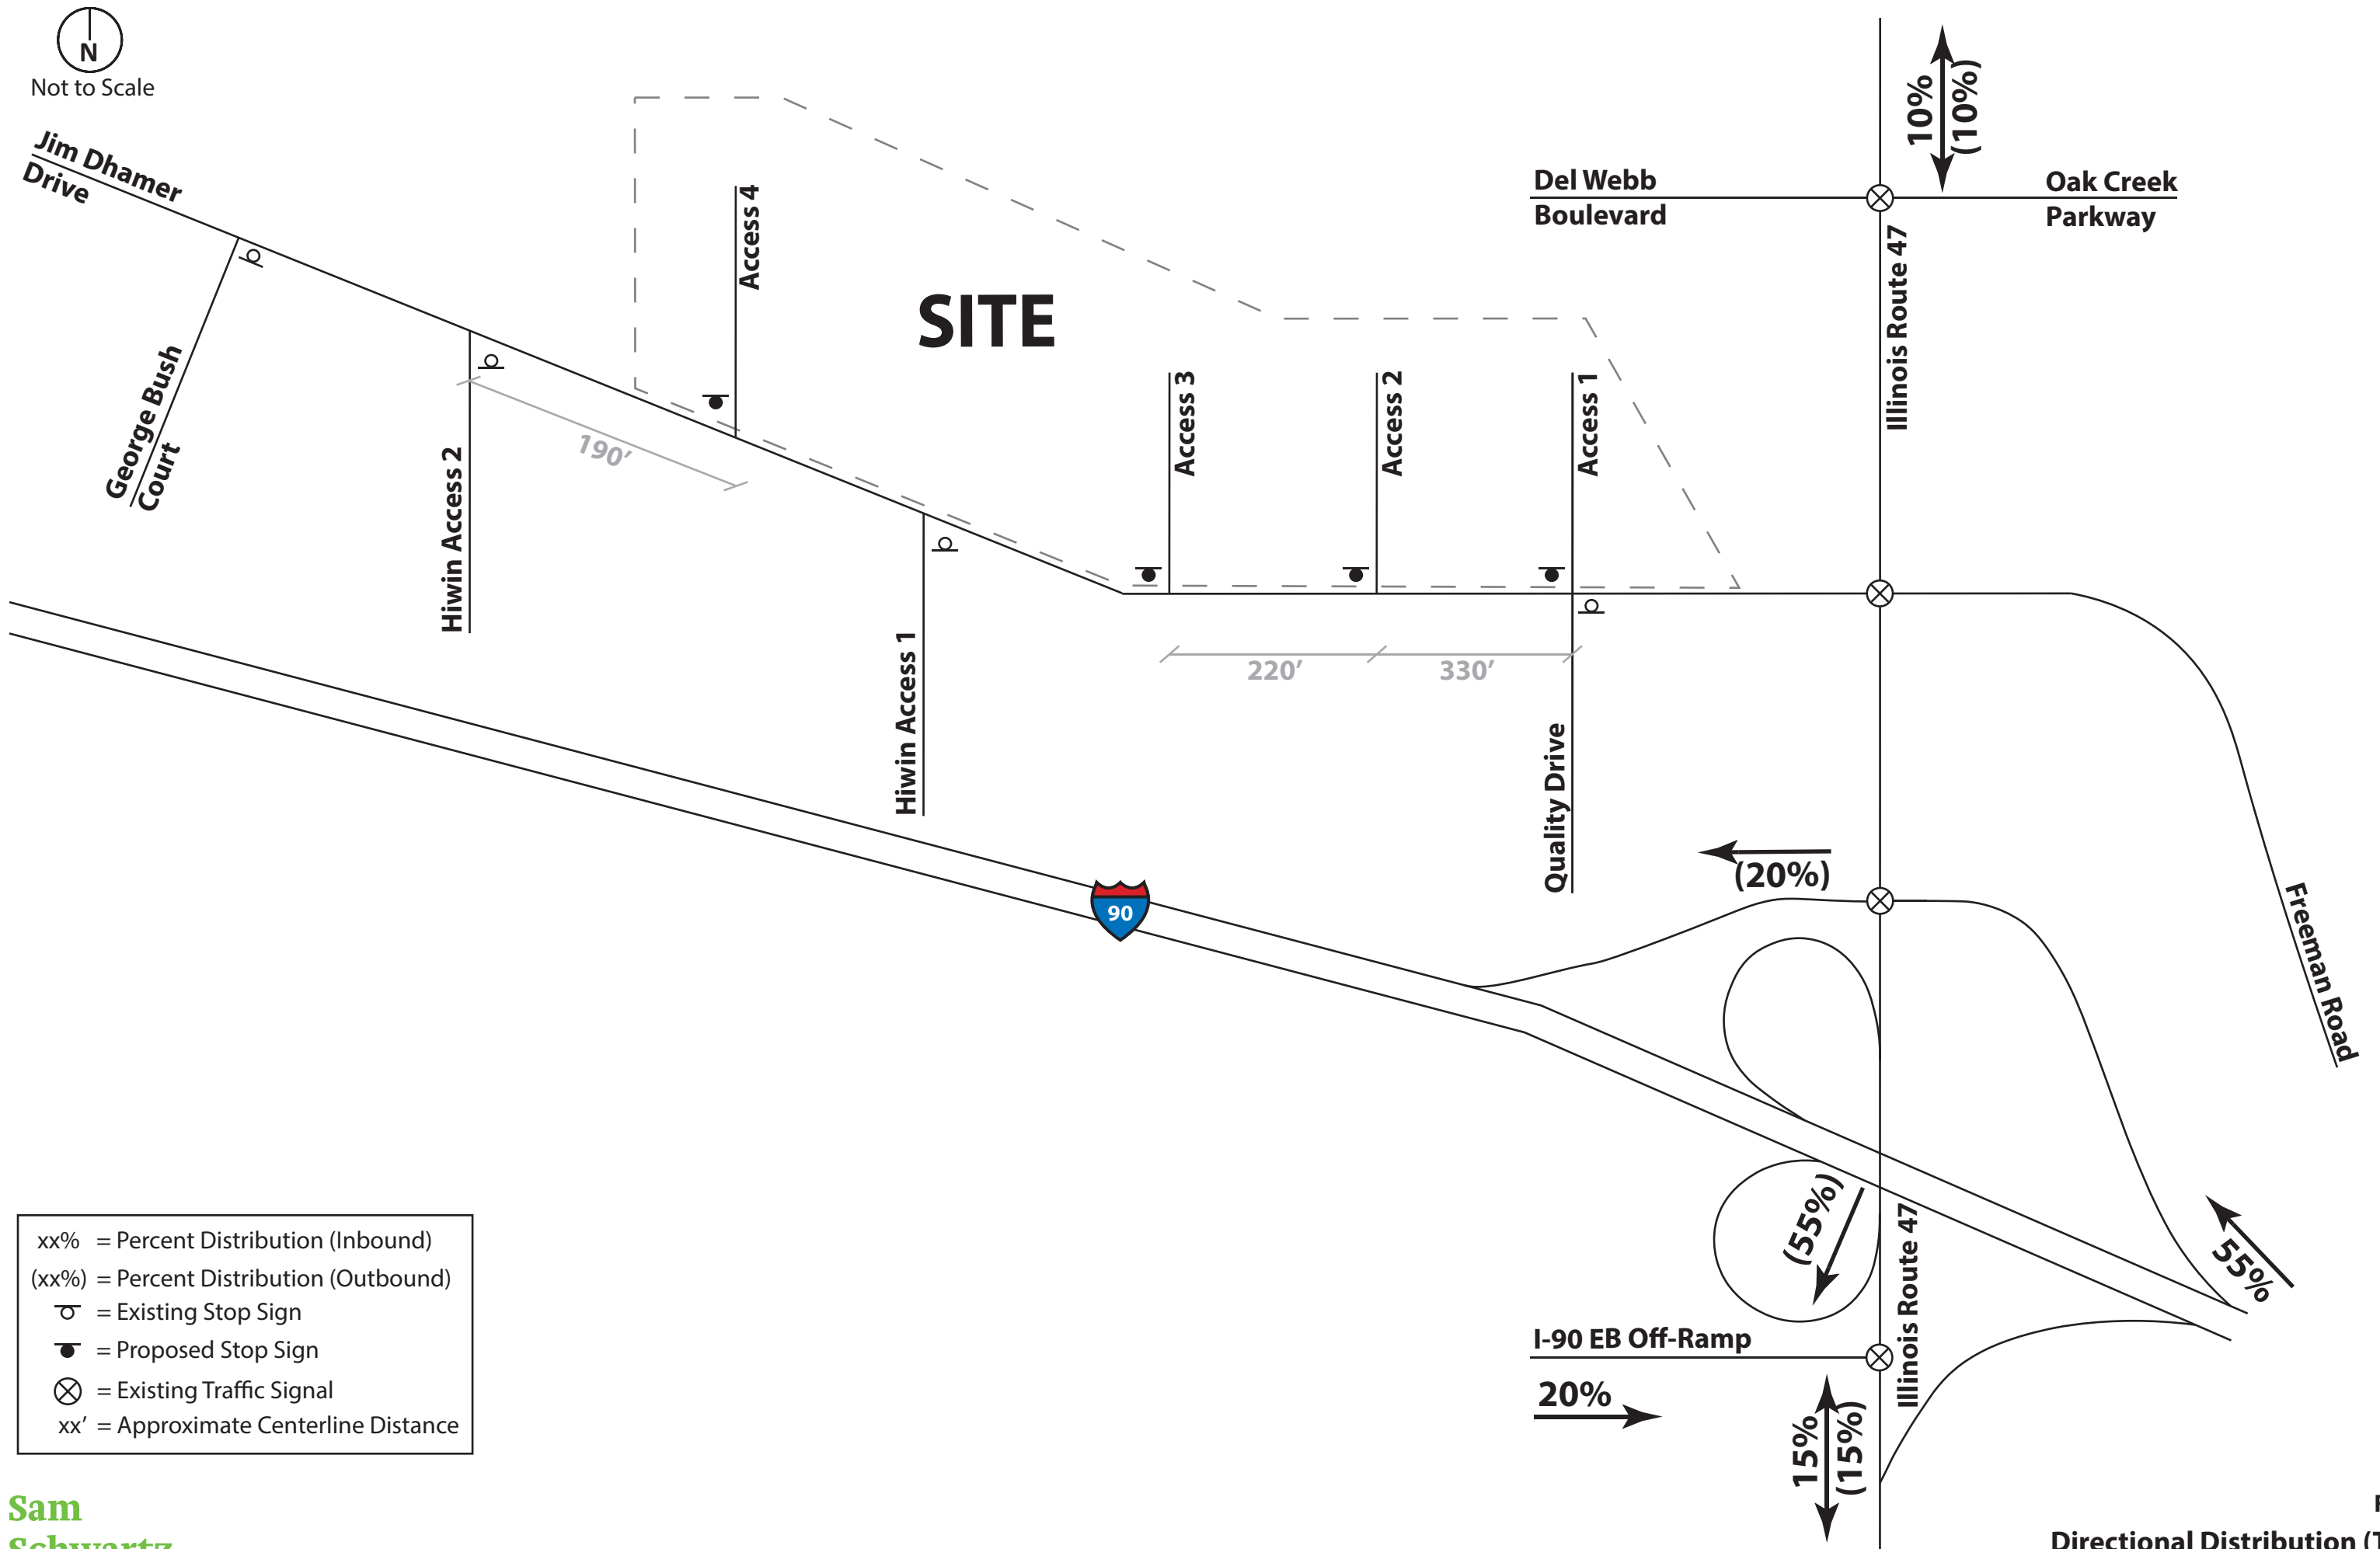 N
Not to Scale
Jim Dhamer
Drive
George Bush
Court
Hiwin Access 2
190’
Access 4
SITE
Hiwin Access 1
Access 3
Access 2
Access 1
220’
330’
Quality Drive
10%
(10%)
Del Webb
Boulevard
Oak Creek
Parkway
Illinois Route 47
(20%)
Freeman Road
90
(55%)
55%
Illinois Route 47
I-90 EB Off-Ramp
20%
15%
(15%)
xx% = Percent Distribution (Inbound)
(xx%) = Percent Distribution (Outbound)
= Existing Stop Sign
= Proposed Stop Sign
= Existing Traffic Signal
xx’ = Approximate Centerline Distance
Sam
Schwartz
Directional Distribution (T